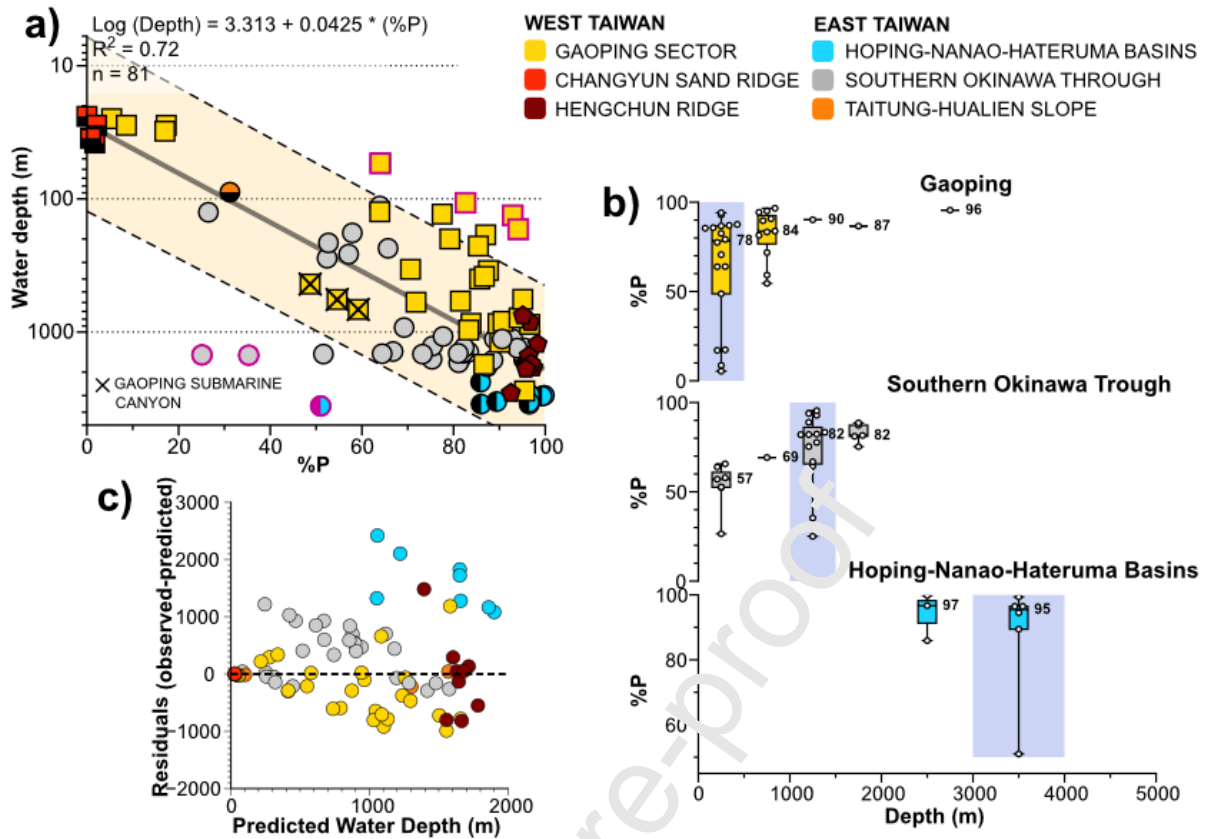 a)
Log (Depth) = 3.313 + 0.0425 * (%P)
R² = 0.72
n = 81
10
100
1000
Water depth (m)
0 20 40 60 80 100
%P
GAOPING SUBMARINE
CANYON
WEST TAIWAN
GAOPING SECTOR
CHANGYUN SAND RIDGE
HENGCHUN RIDGE
EAST TAIWAN
HOPING-NANAO-HATERUMA BASINS
SOUTHERN OKINAWA THROUGH
TAITUNG-HUALIEN SLOPE
b)
Gaoping
100
50
0
%P
78
84
90
87
96
Southern Okinawa Trough
100
50
0
%P
57
69
82
82
Hoping-Nanao-Hateruma Basins
100
80
60
%P
97
95
0 1000 2000 3000 4000 5000
Depth (m)
c)
3000
2000
1000
0
−1000
−2000
Residuals (observed-predicted)
0 1000 2000
Predicted Water Depth (m)
re-proof